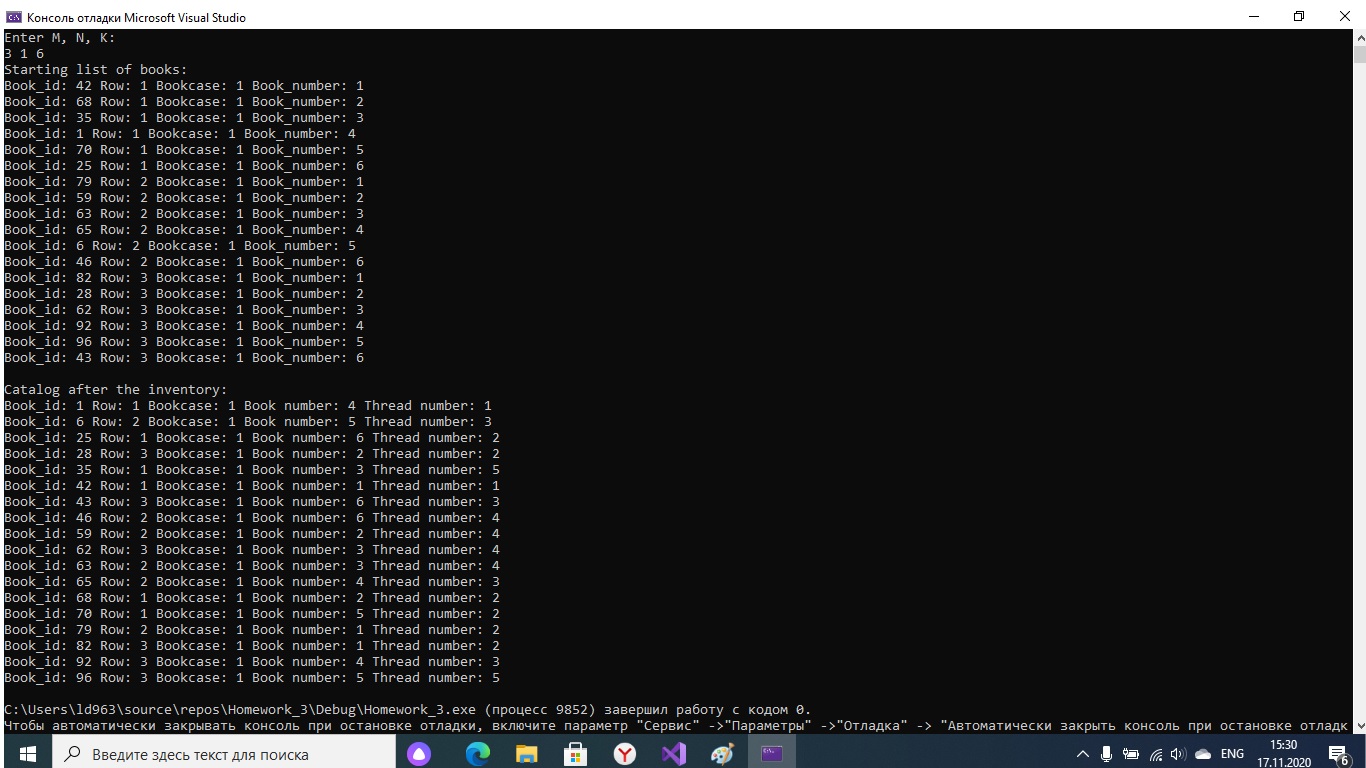 Консоль отладки Microsoft Visual Studio
Enter M, N, K:
3 1 6
Starting list of books:
Book_id: 42 Row: 1 Bookcase: 1 Book_number: 1
Book_id: 68 Row: 1 Bookcase: 1 Book_number: 2
Book_id: 35 Row: 1 Bookcase: 1 Book_number: 3
Book_id: 1 Row: 1 Bookcase: 1 Book_number: 4
Book_id: 70 Row: 1 Bookcase: 1 Book_number: 5
Book_id: 25 Row: 1 Bookcase: 1 Book_number: 6
Book_id: 79 Row: 2 Bookcase: 1 Book_number: 1
Book_id: 59 Row: 2 Bookcase: 1 Book_number: 2
Book_id: 63 Row: 2 Bookcase: 1 Book_number: 3
Book_id: 65 Row: 2 Bookcase: 1 Book_number: 4
Book_id: 6 Row: 2 Bookcase: 1 Book_number: 5
Book_id: 46 Row: 2 Bookcase: 1 Book_number: 6
Book_id: 82 Row: 3 Bookcase: 1 Book_number: 1
Book_id: 28 Row: 3 Bookcase: 1 Book_number: 2
Book_id: 62 Row: 3 Bookcase: 1 Book_number: 3
Book_id: 92 Row: 3 Bookcase: 1 Book_number: 4
Book_id: 96 Row: 3 Bookcase: 1 Book_number: 5
Book_id: 43 Row: 3 Bookcase: 1 Book_number: 6
Catalog after the inventory:
Book_id: 1 Row: 1 Bookcase: 1 Book number: 4 Thread number: 1
Book_id: 6 Row: 2 Bookcase: 1 Book number: 5 Thread number: 3
Book_id: 25 Row: 1 Bookcase: 1 Book number: 6 Thread number: 2
Book_id: 28 Row: 3 Bookcase: 1 Book number: 2 Thread number: 2
Book_id: 35 Row: 1 Bookcase: 1 Book number: 3 Thread number: 5
Book_id: 42 Row: 1 Bookcase: 1 Book number: 1 Thread number: 1
Book_id: 43 Row: 3 Bookcase: 1 Book number: 6 Thread number: 3
Book_id: 46 Row: 2 Bookcase: 1 Book number: 6 Thread number: 4
Book_id: 59 Row: 2 Bookcase: 1 Book number: 2 Thread number: 4
Book_id: 62 Row: 3 Bookcase: 1 Book number: 3 Thread number: 4
Book_id: 63 Row: 2 Bookcase: 1 Book number: 3 Thread number: 4
Book_id: 65 Row: 2 Bookcase: 1 Book number: 4 Thread number: 3
Book_id: 68 Row: 1 Bookcase: 1 Book number: 2 Thread number: 2
Book_id: 70 Row: 1 Bookcase: 1 Book number: 5 Thread number: 2
Book_id: 79 Row: 2 Bookcase: 1 Book number: 1 Thread number: 2
Book_id: 82 Row: 3 Bookcase: 1 Book number: 1 Thread number: 2
Book_id: 92 Row: 3 Bookcase: 1 Book number: 4 Thread number: 3
Book_id: 96 Row: 3 Bookcase: 1 Book number: 5 Thread number: 5
C:\Users\ld963\source\repos\Homework_3\Debug\Homework_3.exe (процесс 9852) завершил работу с кодом 0.
Чтобы автоматически закрывать консоль при остановке отладки, включите параметр "Сервис" ->"Параметры" ->"Отладка" -> "Автоматически закрыть консоль при остановке отладк
Введите здесь текст для поиска
ENG
15:30
17.11.2020
6